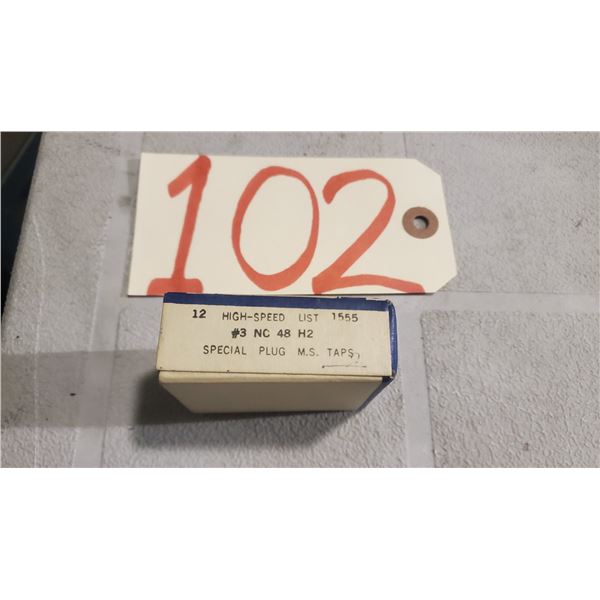 102
12 HIGH-SPEED LIST 1555
#3 NC 48 H2
SPECIAL PLUG M.S. TAPS